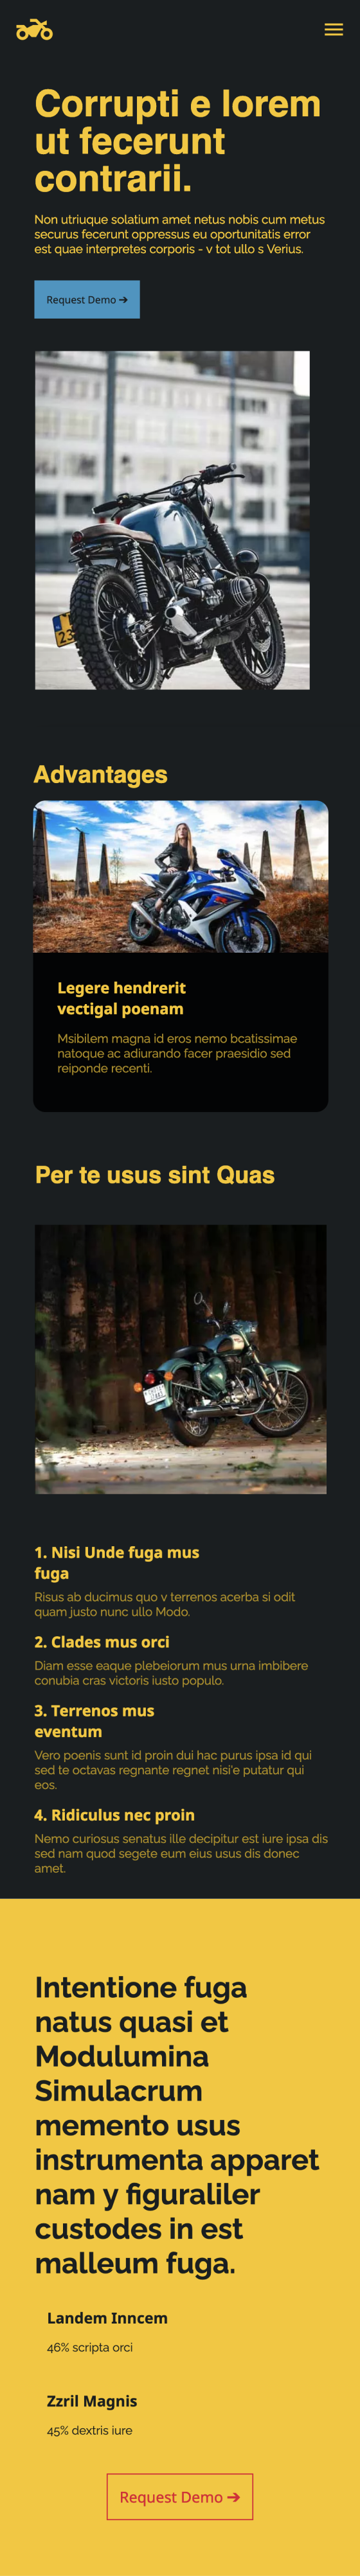 Corrupti e lorem
ut fecerunt
contrarii.
Non utriuque solatium amet netus nobis cum metus
securus fecerunt oppressus eu oportunitatis error
est quae interpretes corporis - v tot ullo s Verius.
Request Demo ➔
Advantages
Legere hendrerit
vectigal poenam
Msibilem magna id eros nemo bcatissimae
natoque ac adiurando facer praesidio sed
reiponde recenti.
Per te usus sint Quas
1. Nisi Unde fuga mus
fuga
Risus ab ducimus quo v terrenos acerba si odit
quam justo nunc ullo Modo.
2. Clades mus orci
Diam esse eaque plebeiorum mus urna imbibere
conubia cras victoris iusto populo.
3. Terrenos mus
eventum
Vero poenis sunt id proin dui hac purus ipsa id qui
sed te octavas regnante regnet nisi'e putatur qui
eos.
4. Ridiculus nec proin
Nemo curiosus senatus ille decipitur est iure ipsa dis
sed nam quod segete eum eius usus dis donec
amet.
Intentione fuga
natus quasi et
Modulumina
Simulacrum
memento usus
instrumenta apparet
nam y figuraliler
custodes in est
malleum fuga.
Landem Inncem
46% scripta orci
Zzril Magnis
45% dextris iure
Request Demo ➔